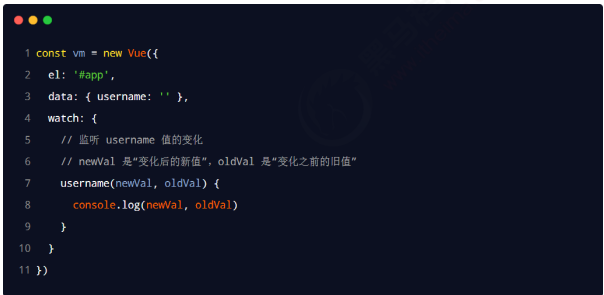 1 const vm = new Vue({
2   el: '#app',
3   data: { username: '' },
4   watch: {
5     // 监听 username 值的变化
6     // newVal 是“变化后的新值”，oldVal 是“变化之前的旧值”
7     username(newVal, oldVal) {
8       console.log(newVal, oldVal)
9     }
10   }
11 })